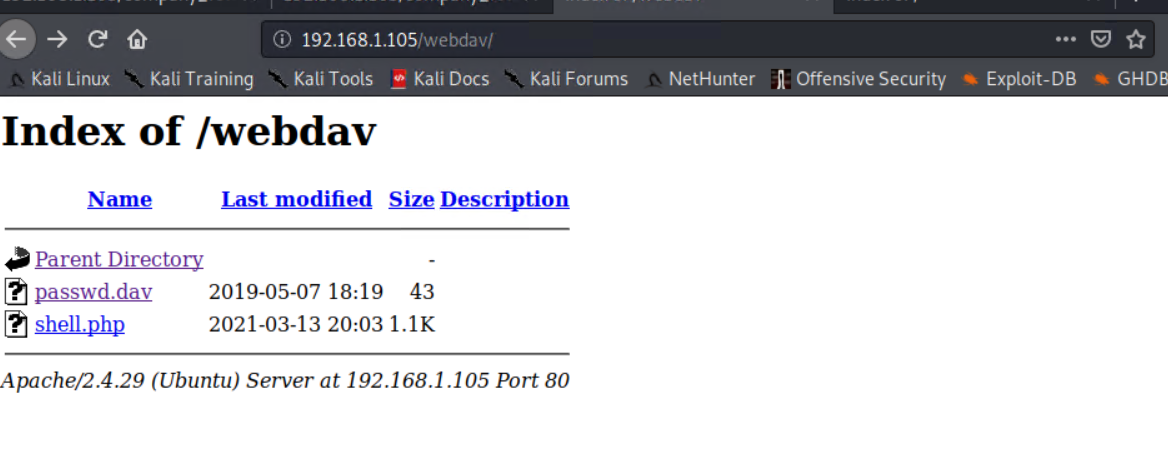 192.168.1.105/webdav/
Kali Linux Kali Training Kali Tools Kali Docs Kali Forums NetHunter Offensive Security Exploit-DB GHDB
Index of /webdav
Name Last modified Size Description
Parent Directory -
passwd.dav 2019-05-07 18:19 43
shell.php 2021-03-13 20:03 1.1K
Apache/2.4.29 (Ubuntu) Server at 192.168.1.105 Port 80